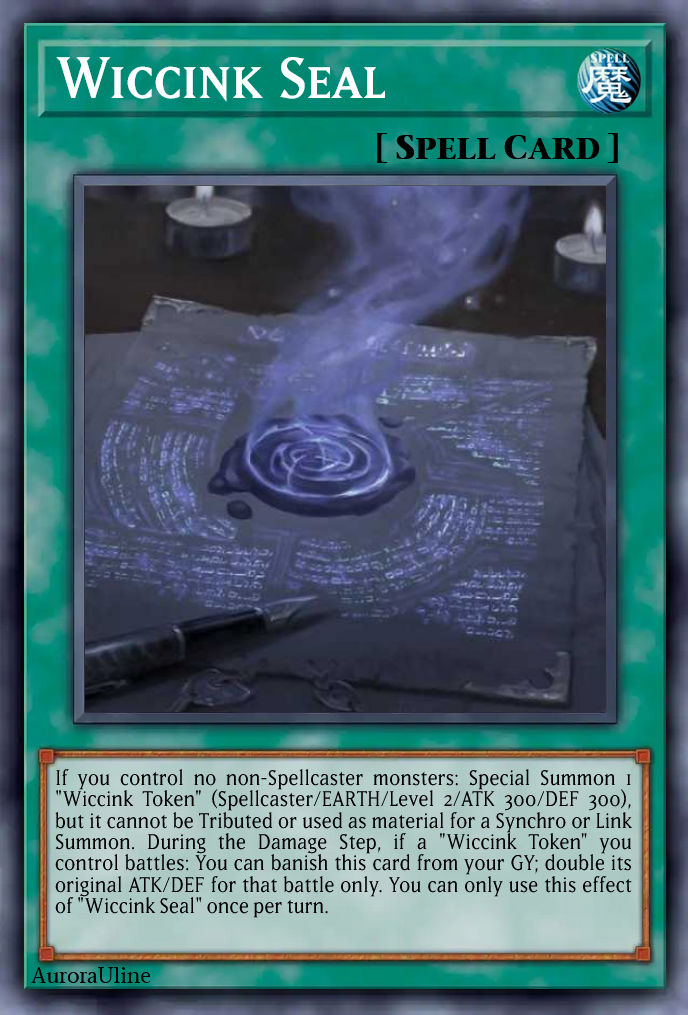 Wiccink Seal
SPELL
魔
[ Spell Card ]
If you control no non-Spellcaster monsters: Special Summon 1
"Wiccink Token" (Spellcaster/EARTH/Level 2/ATK 300/DEF 300),
but it cannot be Tributed or used as material for a Synchro or Link
Summon. During the Damage Step, if a "Wiccink Token" you
control battles: You can banish this card from your GY; double its
original ATK/DEF for that battle only. You can only use this effect
of "Wiccink Seal" once per turn.
AuroraUline